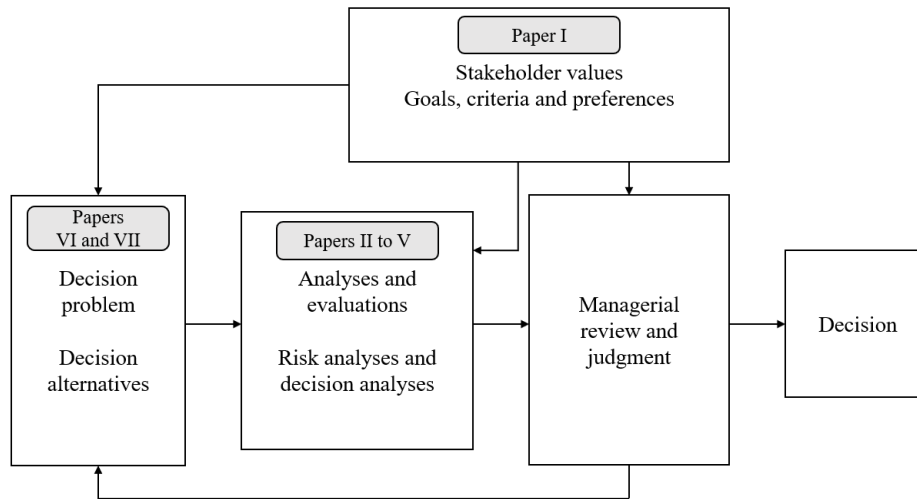 Paper I
Stakeholder values
Goals, criteria and preferences
Papers
VI and VII
Decision
problem
Decision
alternatives
Papers II to V
Analyses and
evaluations
Risk analyses and
decision analyses
Managerial
review and
judgment
Decision